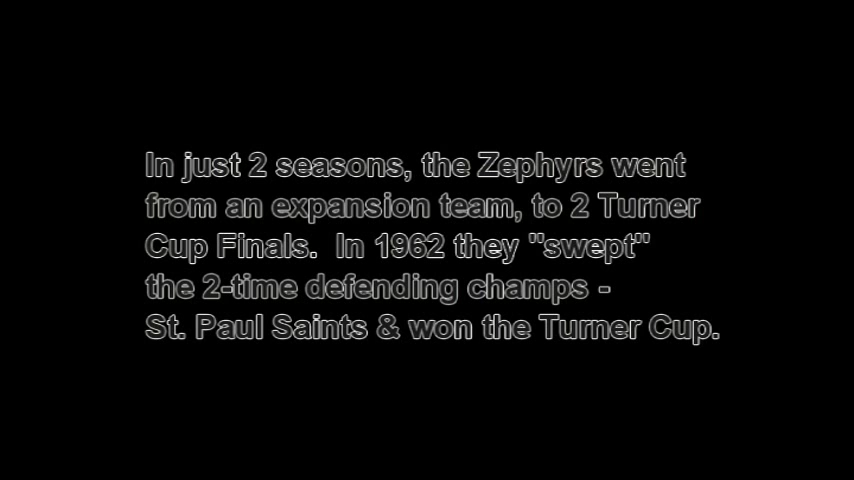 In just 2 seasons, the Zephyrs went
from an expansion team, to 2 Turner
Cup Finals.  In 1962 they "swept"
the 2-time defending champs -
St. Paul Saints & won the Turner Cup.